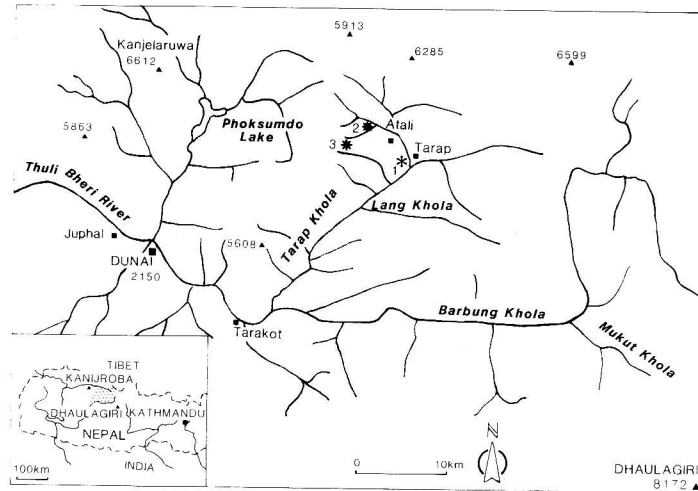 5913
Kanjelaruwa
6612
6285
6599
5863
Phoksumdo
Lake
2
Atali
3
Tarap
1
Thuli Bheri River
Lang Khola
Tarap Khola
Juphal
5608
DUNAI
2150
Barbung Khola
Tarakot
Mukut Khola
TIBET
KANJIROBA
DHAULAGIRI
KATHMANDU
NEPAL
INDIA
100km
0
10km
N
DHAULAGIRI
8172